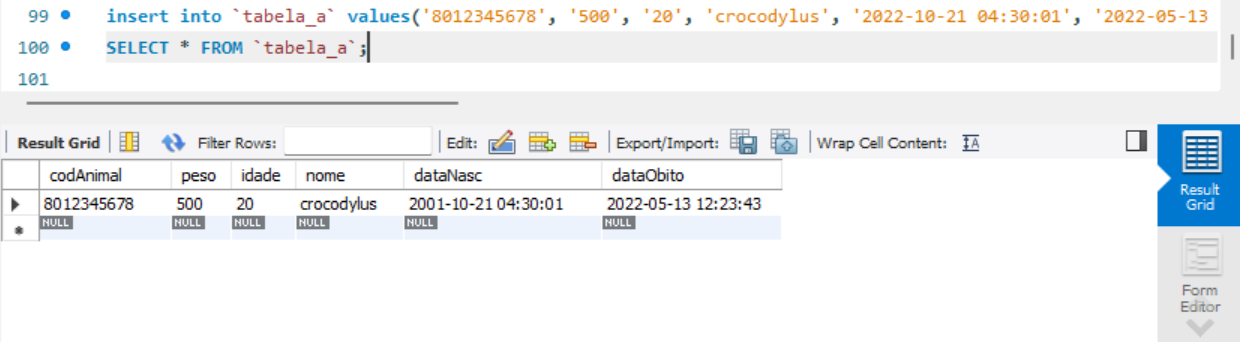 99 insert into `tabela_a` values('8012345678', '500', '20', 'crocodylus', '2022-10-21 04:30:01', '2022-05-13
100 SELECT * FROM `tabela_a`;
101
Result Grid Filter Rows: Edit: Export/Import: Wrap Cell Content: IA
codAnimal peso idade nome dataNasc dataObito
8012345678 500 20 crocodylus 2001-10-21 04:30:01 2022-05-13 12:23:43
NULL NULL NULL NULL NULL NULL
Result
Grid
Form
Editor